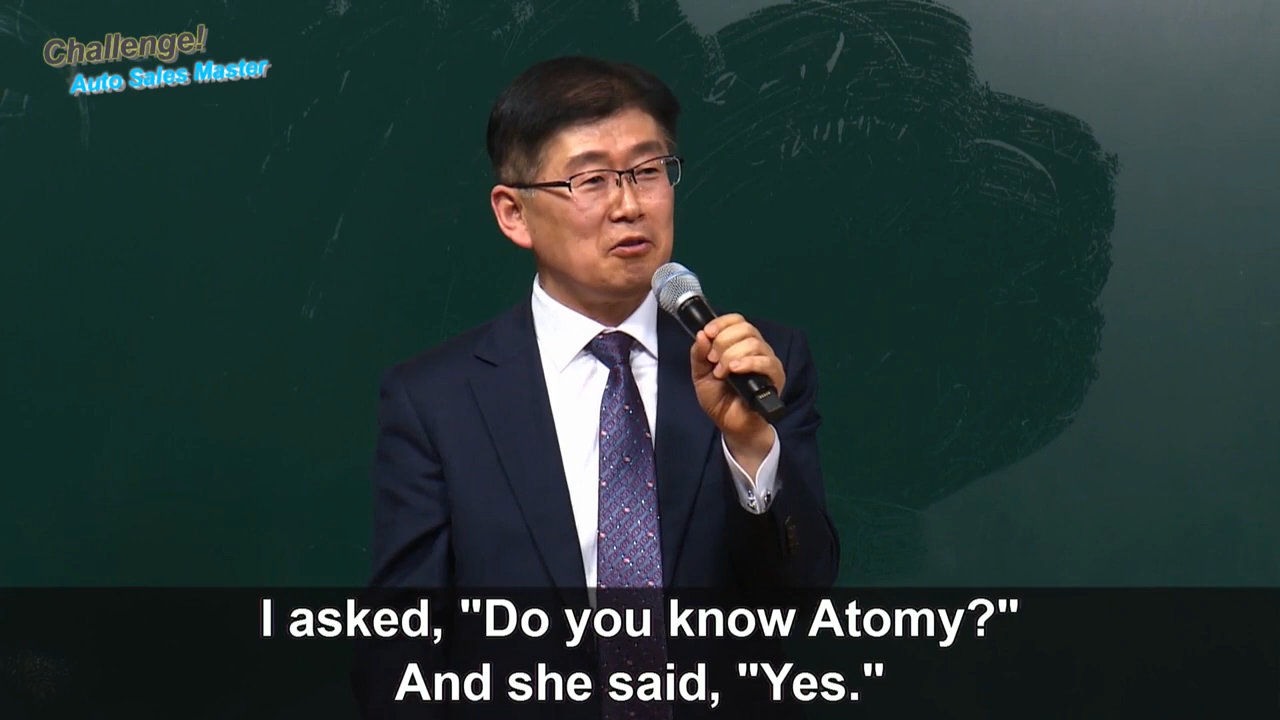 Challenge!
Auto Sales Master
I asked, "Do you know Atomy?"
And she said, "Yes."